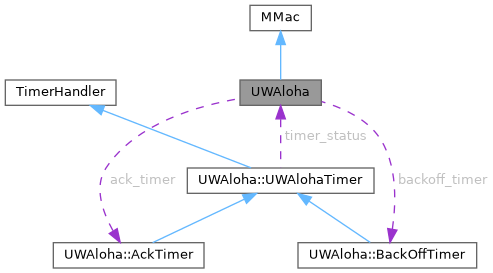 MMac
TimerHandler
UWAloha
timer_status
ack_timer
backoff_timer
UWAloha::UWAlohaTimer
UWAloha::AckTimer
UWAloha::BackOffTimer